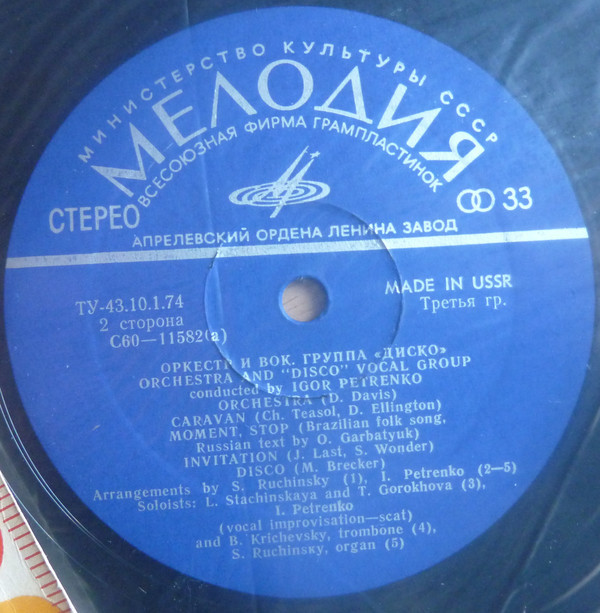 МИНИСТЕРСТВО КУЛЬТУРЫ СССР
МЕЛОДИЯ
ВСЕСОЮЗНАЯ ФИРМА ГРАМПЛАСТИНОК
СТЕРЕО
33
АПРЕЛЕВСКИЙ ОРДЕНА ЛЕНИНА ЗАВОД
ТУ-43.10.1.74
MADE IN USSR
2 сторона
Третья гр.
С60—11582(а)
ОРКЕСТР И ВОК. ГРУППА «ДИСКО»
ORCHESTRA AND "DISCO" VOCAL GROUP
conducted by IGOR PETRENKO
ORCHESTRA (D. Davis)
CARAVAN (Ch. Teasol, D. Ellington)
MOMENT, STOP (Brazilian folk song,
Russian text by O. Garbatyuk)
INVITATION (J. Last, S. Wonder)
DISCO (M. Brecker)
Arrangements by S. Ruchinsky (1), I. Petrenko (2—5)
Soloists: L. Stachinskaya and T. Gorokhova (3),
I. Petrenko
(vocal improvisation—scat)
and B. Krichevsky, trombone (4),
S. Ruchinsky, organ (5)